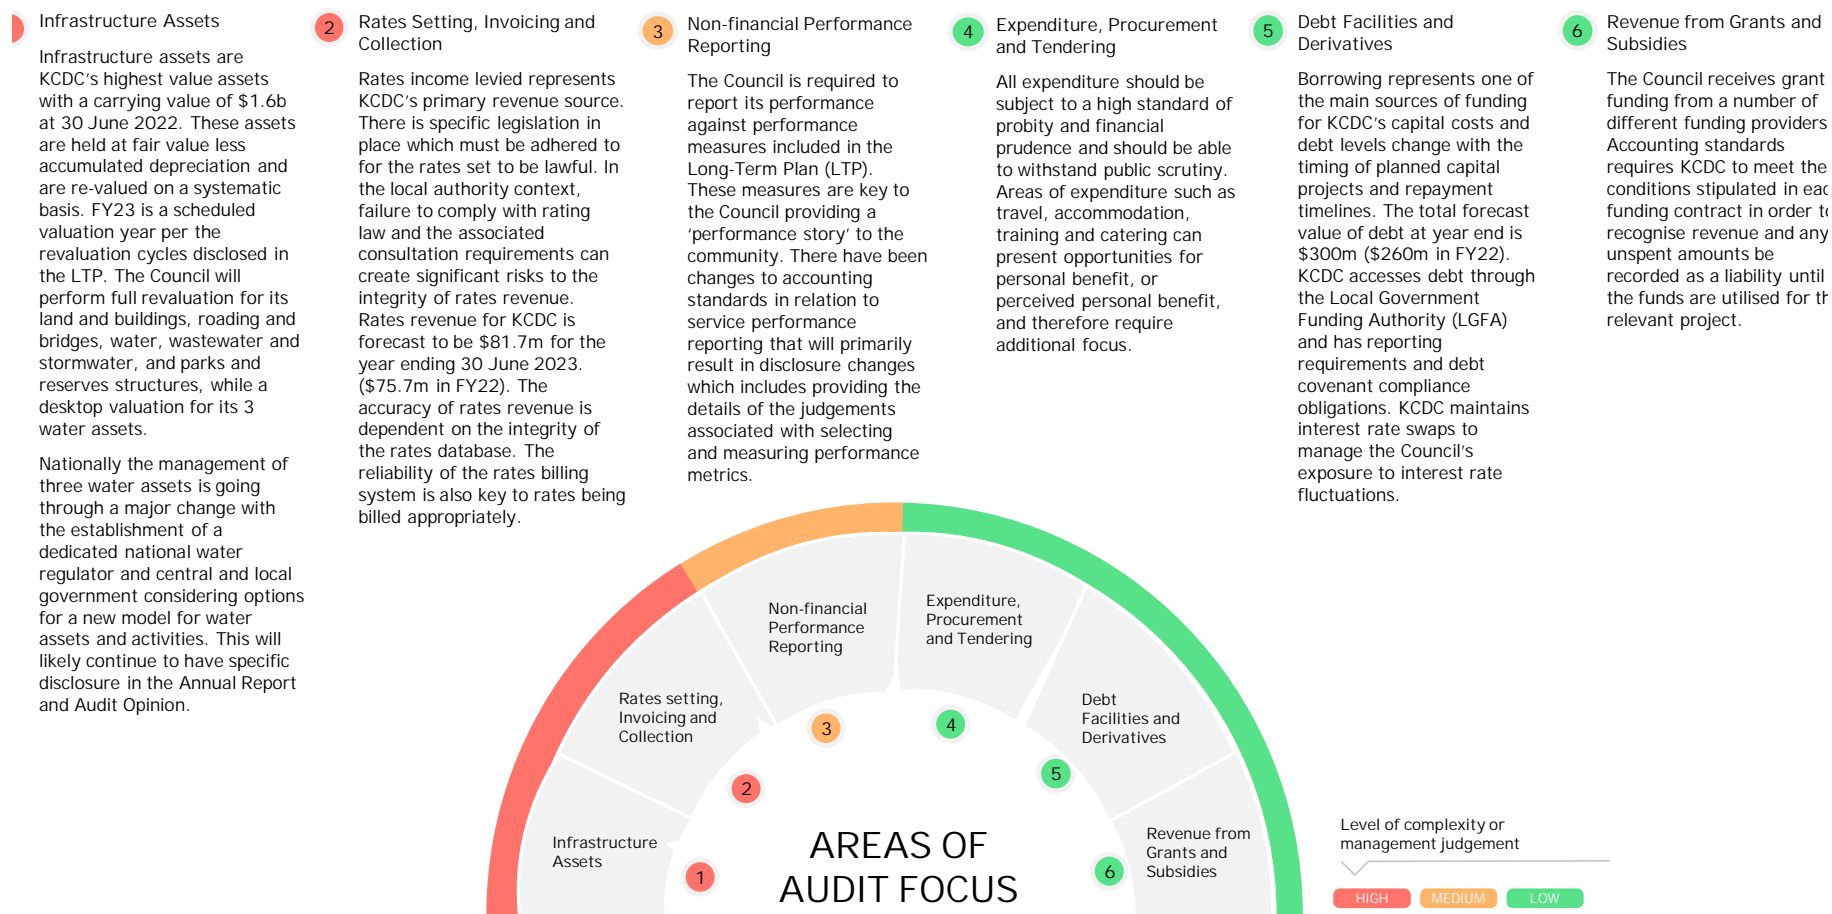 Infrastructure Assets
Infrastructure assets are
KCDC's highest value assets
with a carrying value of $1.6b
at 30 June 2022. These assets
are held at fair value less
accumulated depreciation and
are re-valued on a systematic
basis. FY23 is a scheduled
valuation year per the
revaluation cycles disclosed in
the LTP. The Council will
perform full revaluation for its
land and buildings, roading and
bridges, water, wastewater and
stormwater, and parks and
reserves structures, while a
desktop valuation for its 3
water assets.
Nationally the management of
three water assets is going
through a major change with
the establishment of a
dedicated national water
regulator and central and local
government considering options
for a new model for water
assets and activities. This will
likely continue to have specific
disclosure in the Annual Report
and Audit Opinion.
2
Rates Setting, Invoicing and
Collection
Rates income levied represents
KCDC's primary revenue source.
There is specific legislation in
place which must be adhered to
for the rates set to be lawful. In
the local authority context,
failure to comply with rating
law and the associated
consultation requirements can
create significant risks to the
integrity of rates revenue.
Rates revenue for KCDC is
forecast to be $81.7m for the
year ending 30 June 2023.
($75.7m in FY22). The
accuracy of rates revenue is
dependent on the integrity of
the rates database. The
reliability of the rates billing
system is also key to rates being
billed appropriately.
3
Non-financial Performance
Reporting
The Council is required to
report its performance
against performance
measures included in the
Long-Term Plan (LTP).
These measures are key to
the Council providing a
'performance story' to the
community. There have been
changes to accounting
standards in relation to
service performance
reporting that will primarily
result in disclosure changes
which includes providing the
details of the judgements
associated with selecting
and measuring performance
metrics.
4
Expenditure, Procurement
and Tendering
All expenditure should be
subject to a high standard of
probity and financial
prudence and should be able
to withstand public scrutiny.
Areas of expenditure such as
travel, accommodation,
training and catering can
present opportunities for
personal benefit, or
perceived personal benefit,
and therefore require
additional focus.
5
Debt Facilities and
Derivatives
Borrowing represents one of
the main sources of funding
for KCDC's capital costs and
debt levels change with the
timing of planned capital
projects and repayment
timelines. The total forecast
value of debt at year end is
$300m ($260m in FY22).
KCDC accesses debt through
the Local Government
Funding Authority (LGFA)
and has reporting
requirements and debt
covenant compliance
obligations. KCDC maintains
interest rate swaps to
manage the Council's
exposure to interest rate
fluctuations.
6
Revenue from Grants and
Subsidies
The Council receives grant
funding from a number of
different funding providers
Accounting standards
requires KCDC to meet the
conditions stipulated in
funding contract in order
recognise revenue and any
unspent amounts be
recorded as a liability until
the funds are utilised for
relevant project.
Infrastructure
Assets
1
Rates setting,
Invoicing and
Collection
2
Non-financial
Performance
Reporting
3
Expenditure,
Procurement
and Tendering
4
Debt
Facilities and
Derivatives
5
Revenue from
Grants and
Subsidies
6
AREAS OF
AUDIT FOCUS
Level of complexity or
management judgement
HIGH
MEDIUM
LOW